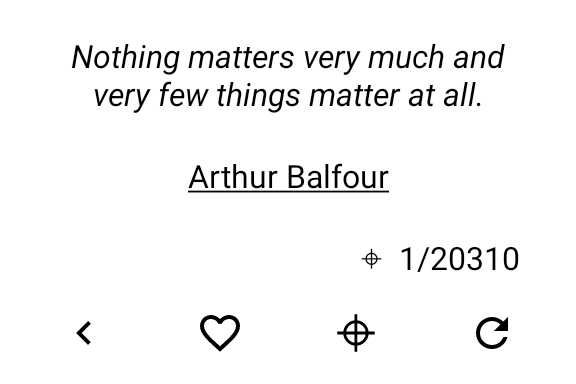 Nothing matters very much and
very few things matter at all.
Arthur Balfour
1/20310